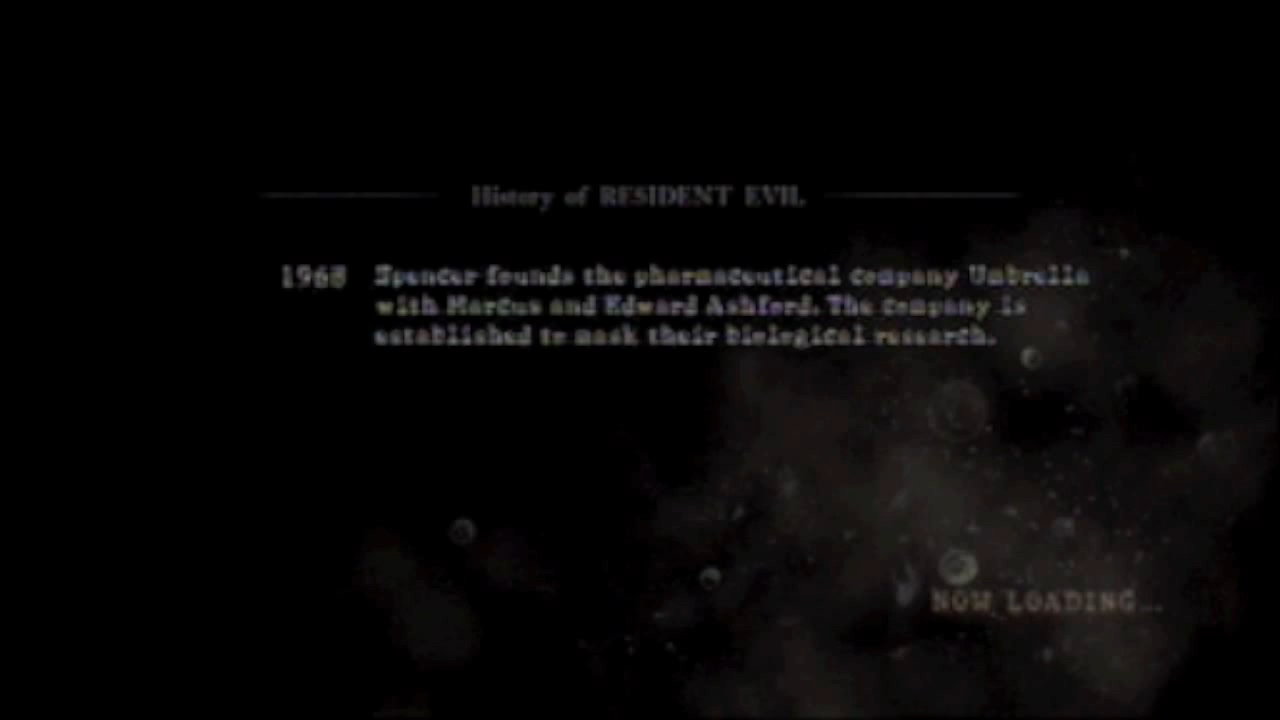 History of RESIDENT EVIL
1968 Spencer founds the pharmaceutical company Umbrella
with Marcus and Edward Ashford. The company is
established to mask their biological research.
NOW LOADING...